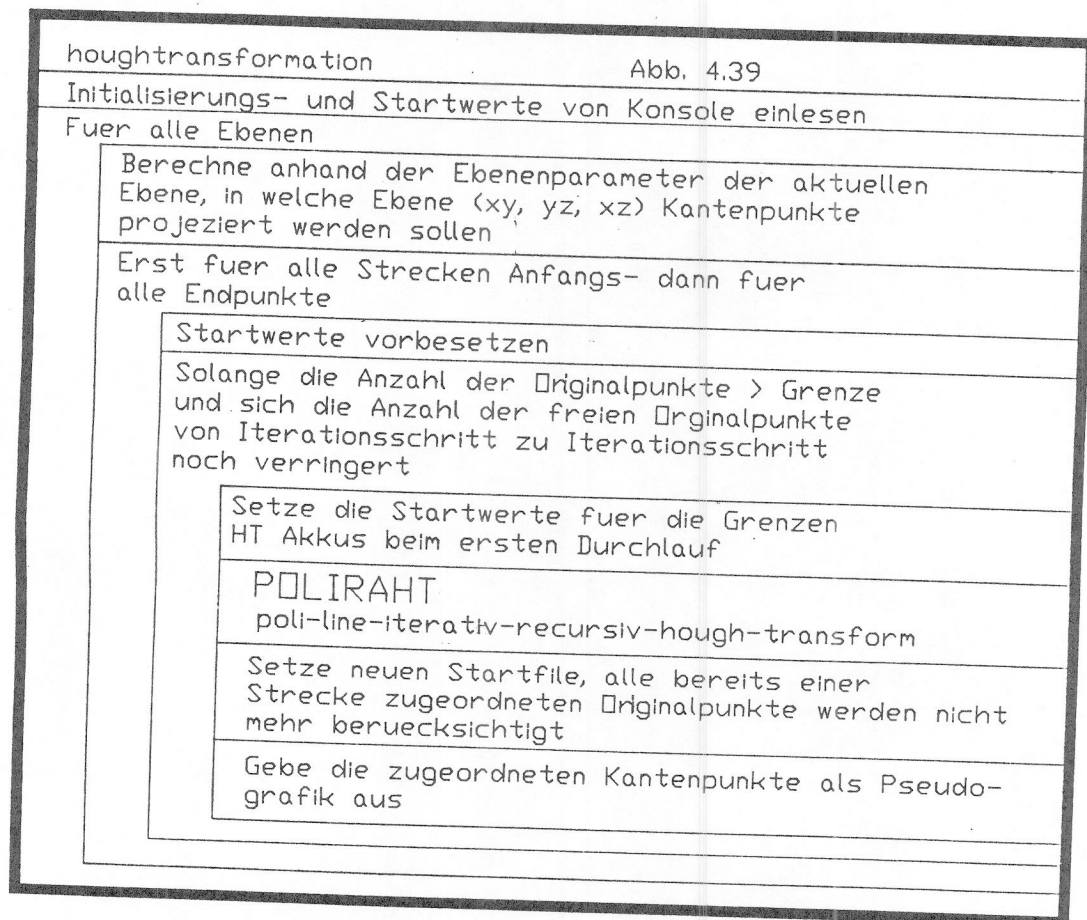 houghtransformation Abb. 4.39
Initialisierungs- und Startwerte von Konsole einlesen
Fuer alle Ebenen
Berechne anhand der Ebenenparameter der aktuellen
Ebene, in welche Ebene (xy, yz, xz) Kantenpunkte
projeziert werden sollen
Erst fuer alle Strecken Anfangs- dann fuer
alle Endpunkte
Startwerte vorbesetzen
Solange die Anzahl der Originalpunkte > Grenze
und sich die Anzahl der freien Orginalpunkte
von Iterationsschritt zu Iterationsschritt
noch verringert
Setze die Startwerte fuer die Grenzen
HT Akkus beim ersten Durchlauf
POLIRAHT
poli-line-iterativ-recursiv-hough-transform
Setze neuen Startfile, alle bereits einer
Strecke zugeordneten Originalpunkte werden nicht
mehr beruecksichtigt
Gebe die zugeordneten Kantenpunkte als Pseudo-
grafik aus